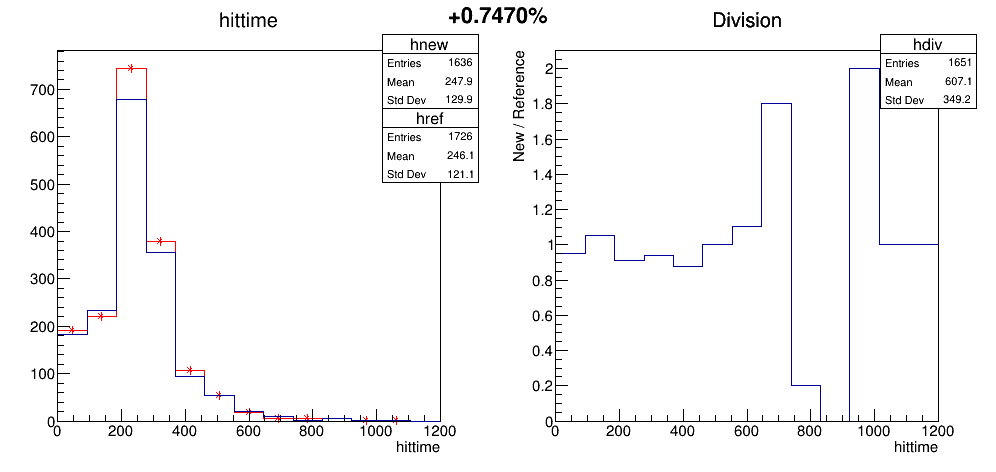 +0.7470%
hittime
hnew
Entries 1636
Mean 247.9
Std Dev 129.9
href
Entries 1726
Mean 246.1
Std Dev 121.1
700
600
500
400
300
200
100
0
0 200 400 600 800 1000 1200
hittime
Division
hdiv
Entries 1651
Mean 607.1
Std Dev 349.2
New / Reference
2
1.8
1.6
1.4
1.2
1
0.8
0.6
0.4
0.2
0
0 200 400 600 800 1000 1200
hittime